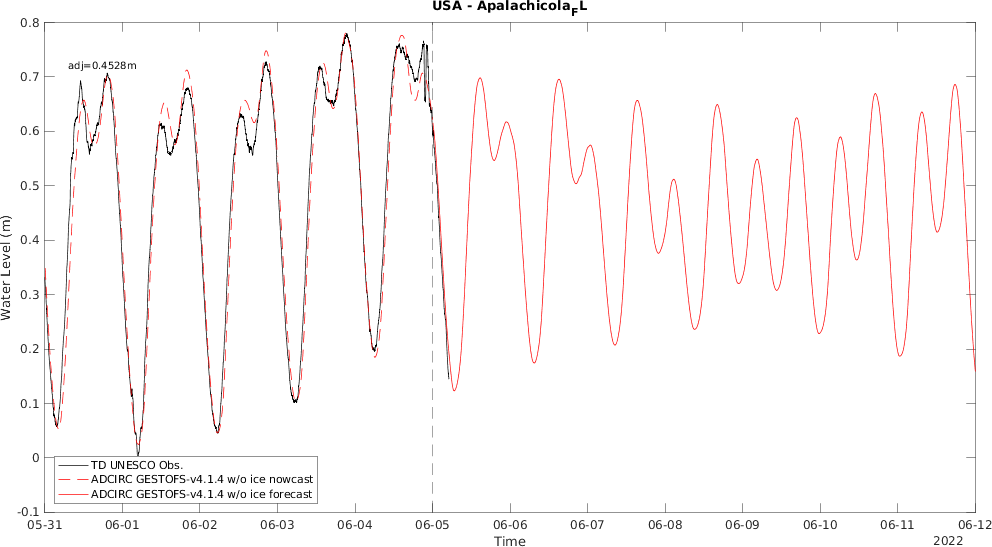 USA - Apalachicola_FL
0.8
0.7
0.6
0.5
0.4
0.3
0.2
0.1
0
-0.1
Water Level (m)
adj=0.4528m
TD UNESCO Obs.
ADCIRC GESTOFS-v4.1.4 w/o ice nowcast
ADCIRC GESTOFS-v4.1.4 w/o ice forecast
05-31 06-01 06-02 06-03 06-04 06-05 06-06 06-07 06-08 06-09 06-10 06-11 06-12
Time
2022